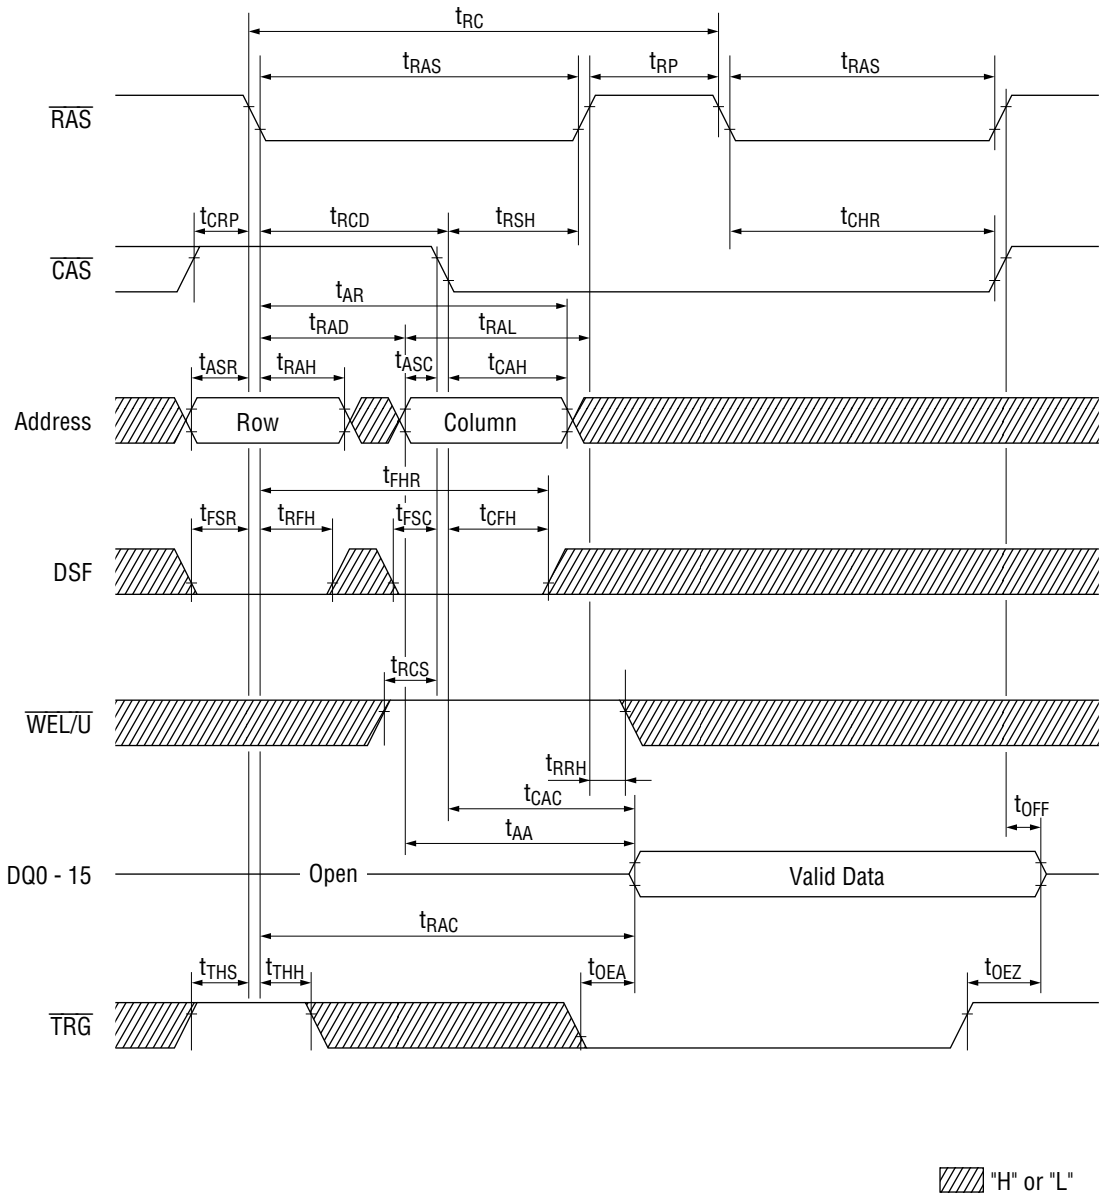 tRC
tRAS tRP tRAS
RAS
tCRP tRCD tRSH tCHR
CAS
tAR
tRAD tRAL
tASR tRAH tASC tCAH
Address Row Column
tFHR
tFSR tRFH tFSC tCFH
DSF
tRCS
WEL/U
tRRH
tCAC
tOFF
tAA
DQ0 - 15 Open Valid Data
tRAC
tTHS tTHH tOEA tOEZ
TRG
"H" or "L"